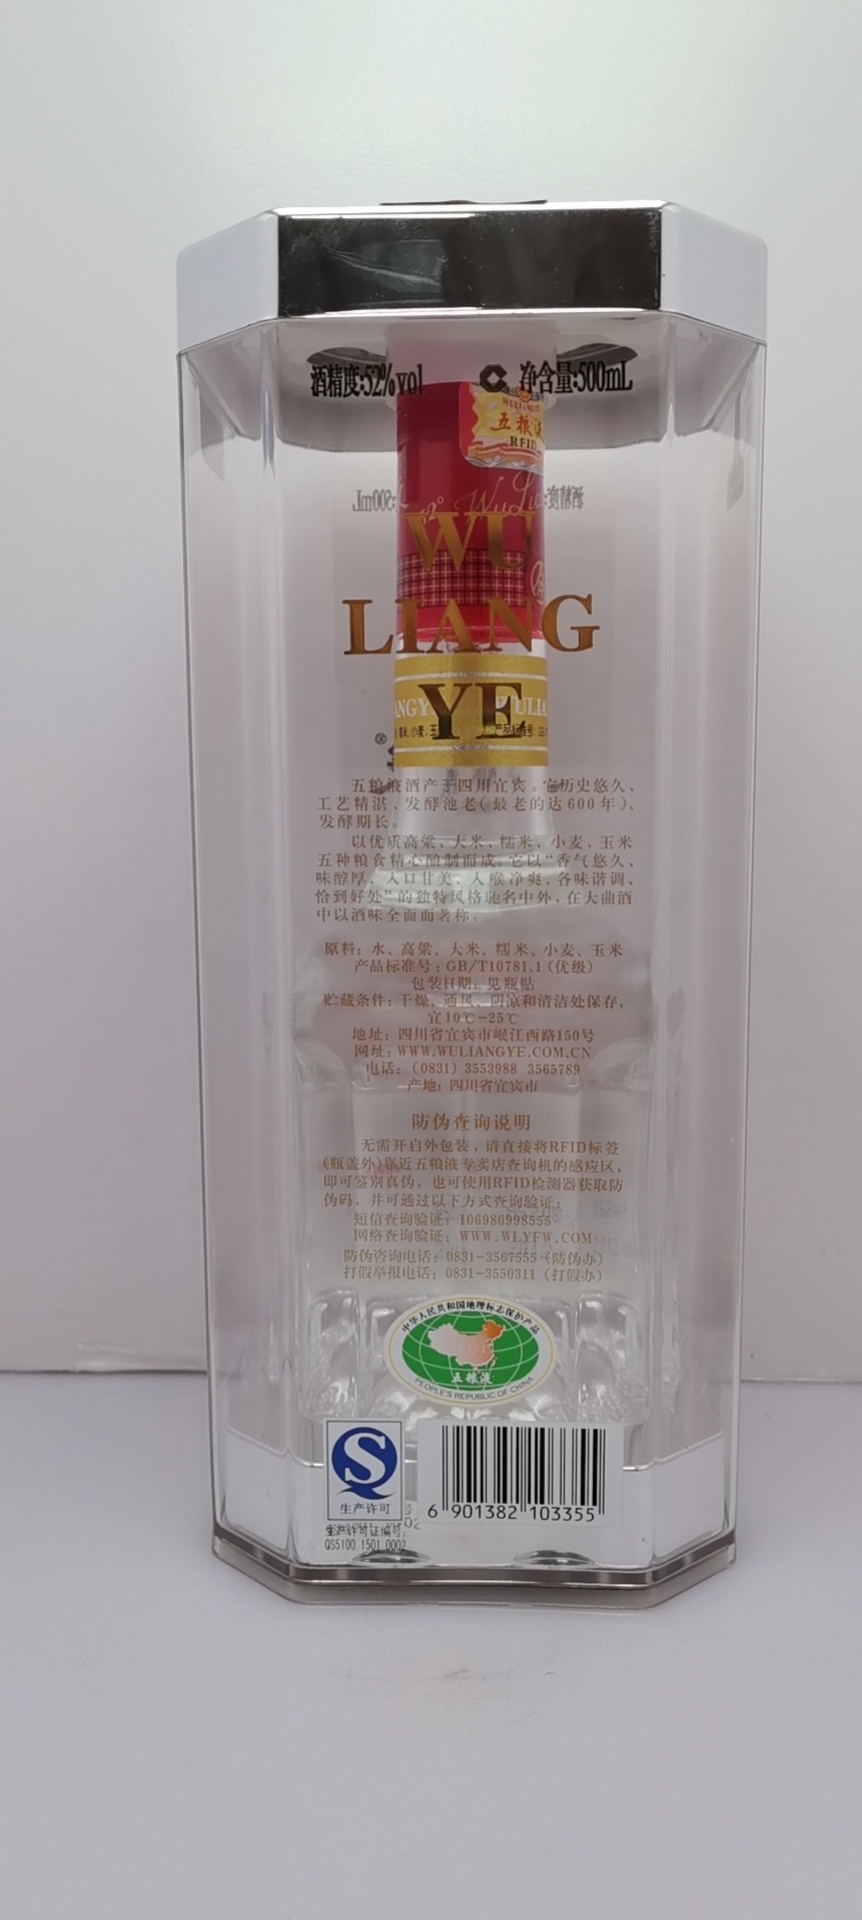 酒精度:52%vol 净含量:500mL
五粮液
RFID
WU
LIANG
YE
五粮液酒产于四川宜宾。它历史悠久、
工艺精湛、发酵池老(最老的达600年)、
发酵期长。
以优质高粱、大米、糯米、小麦、玉米
五种粮食精心酿制而成。它以“香气悠久、
味醇厚、入口甘美、入喉净爽、各味谐调、
恰到好处”的独特风格驰名中外,在大曲酒
中以酒味全面而著称。
原料: 水、高粱、大米、糯米、小麦、玉米
产品标准号: GB/T10781.1(优级)
包装日期: 见瓶贴
贮藏条件: 干燥、通风、阴凉和清洁处保存,
宜10℃-25℃
地址: 四川省宜宾市岷江西路150号
网址: WWW.WULIANGYE.COM.CN
电话: (0831) 3553988 3565789
产地: 四川省宜宾市
防伪查询说明
无需开启外包装,请直接将RFID标签
(瓶盖外)靠近五粮液专卖店查询机的感应区,
即可鉴别真伪,也可使用RFID检测器获取防
伪码,并可通过以下方式查询验证:
短信查询验证: 106980998555
网络查询验证: WWW.WLYFW.COM
防伪咨询电话: 0831-3567555 (防伪办)
打假举报电话: 0831-3550311 (打假办)
中华人民共和国地理标志保护产品
五粮液
PEOPLE'S REPUBLIC OF CHINA
生产许可
生产许可证编号:
QS5100 1501 0002
6 901382 103355